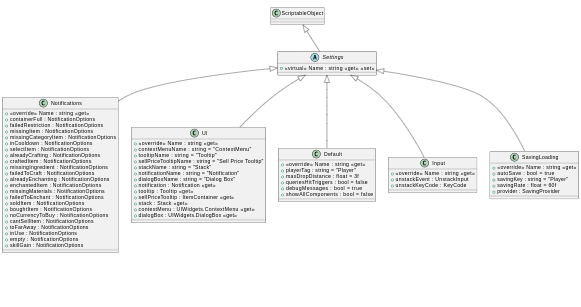 C ScriptableObject
A Settings
«virtual» Name : string «get» «set»
C Notifications
«override» Name : string «get»
containerFull : NotificationOptions
failedRestriction : NotificationOptions
missingItem : NotificationOptions
missingCategoryItem : NotificationOptions
inCooldown : NotificationOptions
selectItem : NotificationOptions
alreadyCrafting : NotificationOptions
craftedItem : NotificationOptions
missingIngredient : NotificationOptions
failedToCraft : NotificationOptions
alreadyEnchanting : NotificationOptions
enchantedItem : NotificationOptions
missingMaterials : NotificationOptions
failedToEnchant : NotificationOptions
soldItem : NotificationOptions
boughtItem : NotificationOptions
noCurrencyToBuy : NotificationOptions
cantSellItem : NotificationOptions
toFarAway : NotificationOptions
inUse : NotificationOptions
empty : NotificationOptions
skillGain : NotificationOptions
C UI
«override» Name : string «get»
contextMenuName : string = "ContextMenu"
tooltipName : string = "Tooltip"
sellPriceTooltipName : string = "Sell Price Tooltip"
stackName : string = "Stack"
notificationName : string = "Notification"
dialogBoxName : string = "Dialog Box"
notification : Notification «get»
tooltip : Tooltip «get»
sellPriceTooltip : ItemContainer «get»
stack : Stack «get»
contextMenu : UIWidgets.ContextMenu «get»
dialogBox : UIWidgets.DialogBox «get»
C Default
«override» Name : string «get»
playerTag : string = "Player"
maxDropDistance : float = 3f
queriesHitTriggers : bool = false
debugMessages : bool = true
showAllComponents : bool = false
C Input
«override» Name : string «get»
unstackEvent : UnstackInput
unstackKeyCode : KeyCode
C SavingLoading
«override» Name : string «get»
autoSave : bool = true
savingKey : string = "Player"
savingRate : float = 60f
provider : SavingProvider